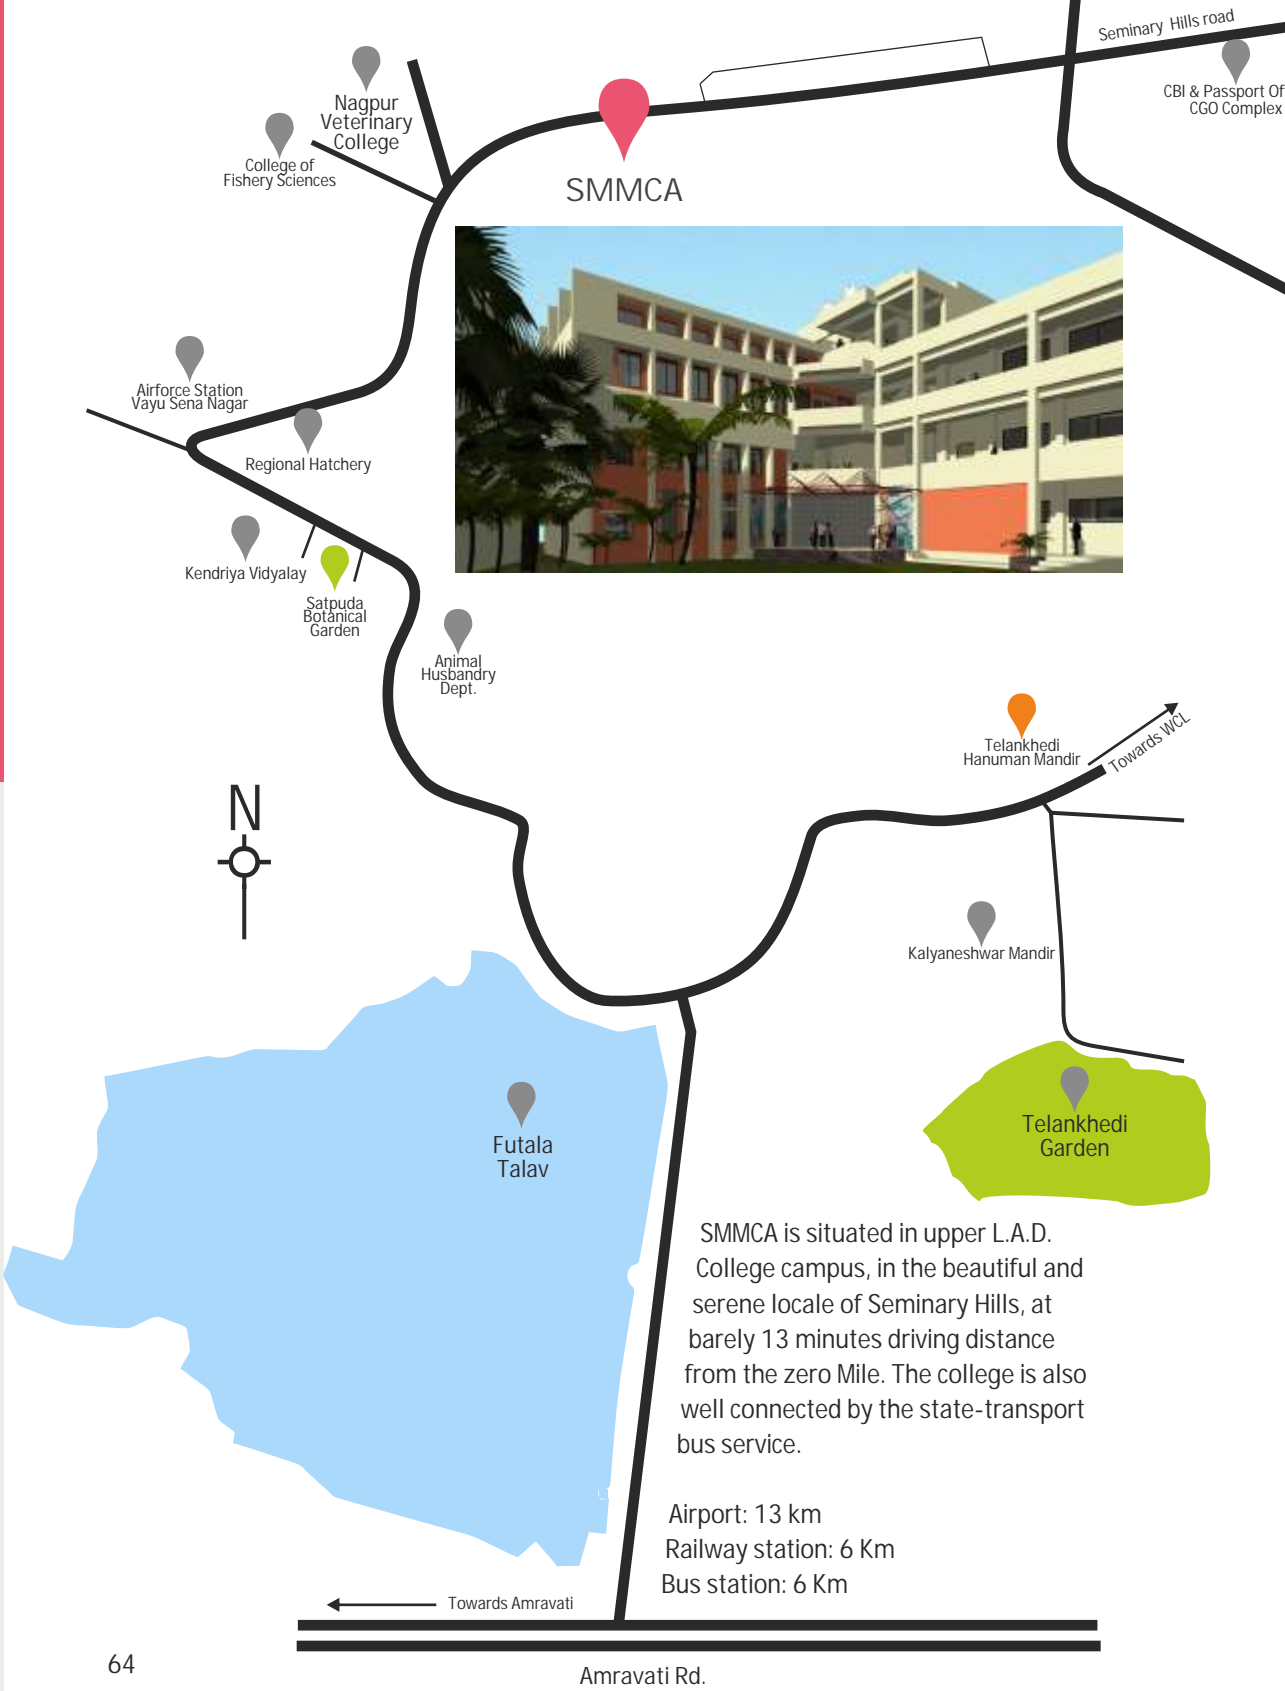 Seminary Hills road
CBI & Passport Of
CGO Complex
Nagpur
Veterinary
College
College of
Fishery Sciences
SMMCA
Airforce Station
Vayu Sena Nagar
Regional Hatchery
Kendriya Vidyalay
Satpuda
Botanical
Garden
Animal
Husbandry
Dept.
Telankhedi
Hanuman Mandir
Towards WCL
N
Kalyaneshwar Mandir
Futala
Talav
Telankhedi
Garden
SMMCA is situated in upper L.A.D.
College campus, in the beautiful and
serene locale of Seminary Hills, at
barely 13 minutes driving distance
from the zero Mile. The college is also
well connected by the state-transport
bus service.
Airport: 13 km
Railway station: 6 Km
Bus station: 6 Km
Towards Amravati
64
Amravati Rd.